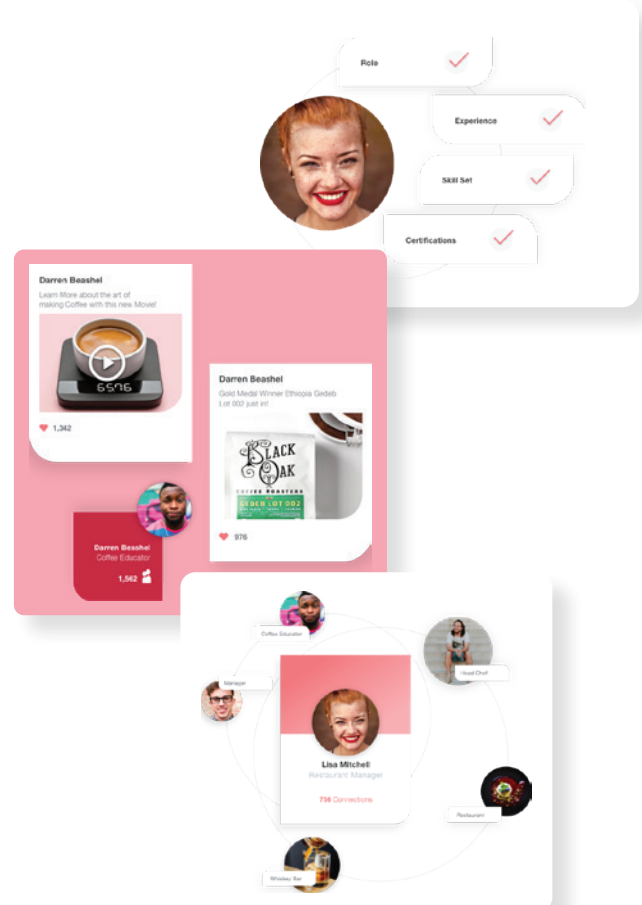 Role
Experience
Skill Set
Certifications
Darren Beashel
Learn More about the art of
making Coffee with this new Movie!
1,342
Darren Beashel
Gold Medal Winner Ethiopia Gedeb
Lot 002 just in!
BLACK
OAK
COFFEE ROASTERS
GEDEB LOT 002
976
Darren Beashel
Coffee Educator
1,562
Coffee Educator
Head Chef
Manager
Lisa Mitchell
Restaurant Manager
736 Connections
Restaurant
Whiskey Bar